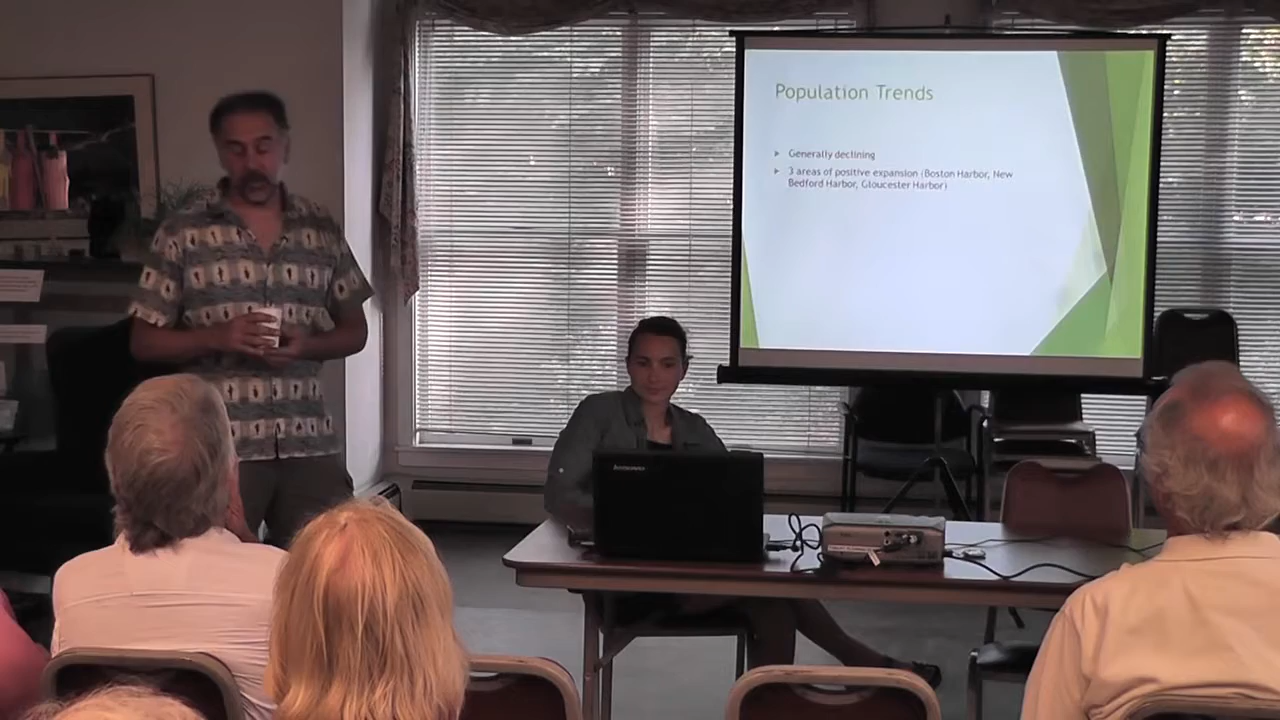 Population Trends
Generally declining
3 areas of positive expansion (Boston Harbor, New
Bedford Harbor, Gloucester Harbor)
lenovo